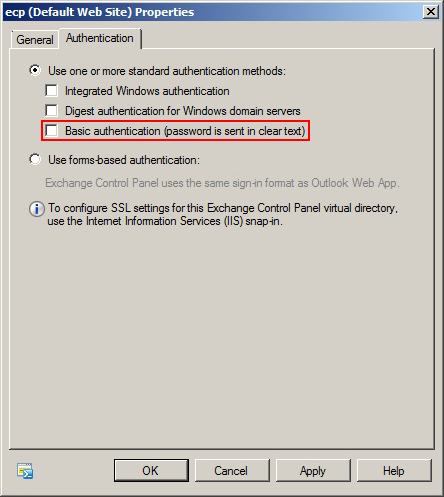 ecp (Default Web Site) Properties
General Authentication
Use one or more standard authentication methods:
Integrated Windows authentication
Digest authentication for Windows domain servers
Basic authentication (password is sent in clear text)
Use forms-based authentication:
Exchange Control Panel uses the same sign-in format as Outlook Web App.
To configure SSL settings for this Exchange Control Panel virtual directory,
use the Internet Information Services (IIS) snap-in.
OK Cancel Apply Help